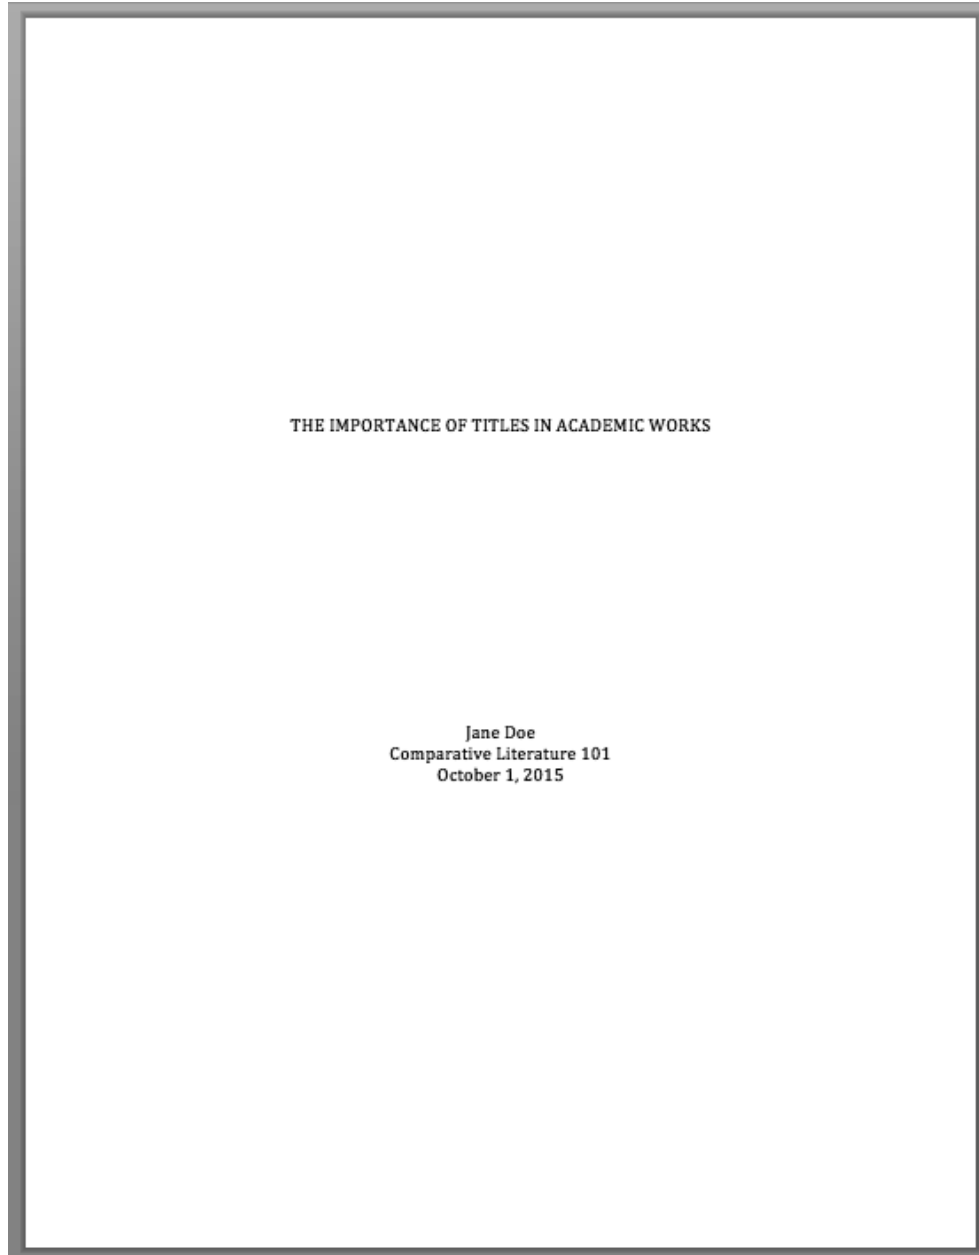 THE IMPORTANCE OF TITLES IN ACADEMIC WORKS
Jane Doe
Comparative Literature 101
October 1, 2015